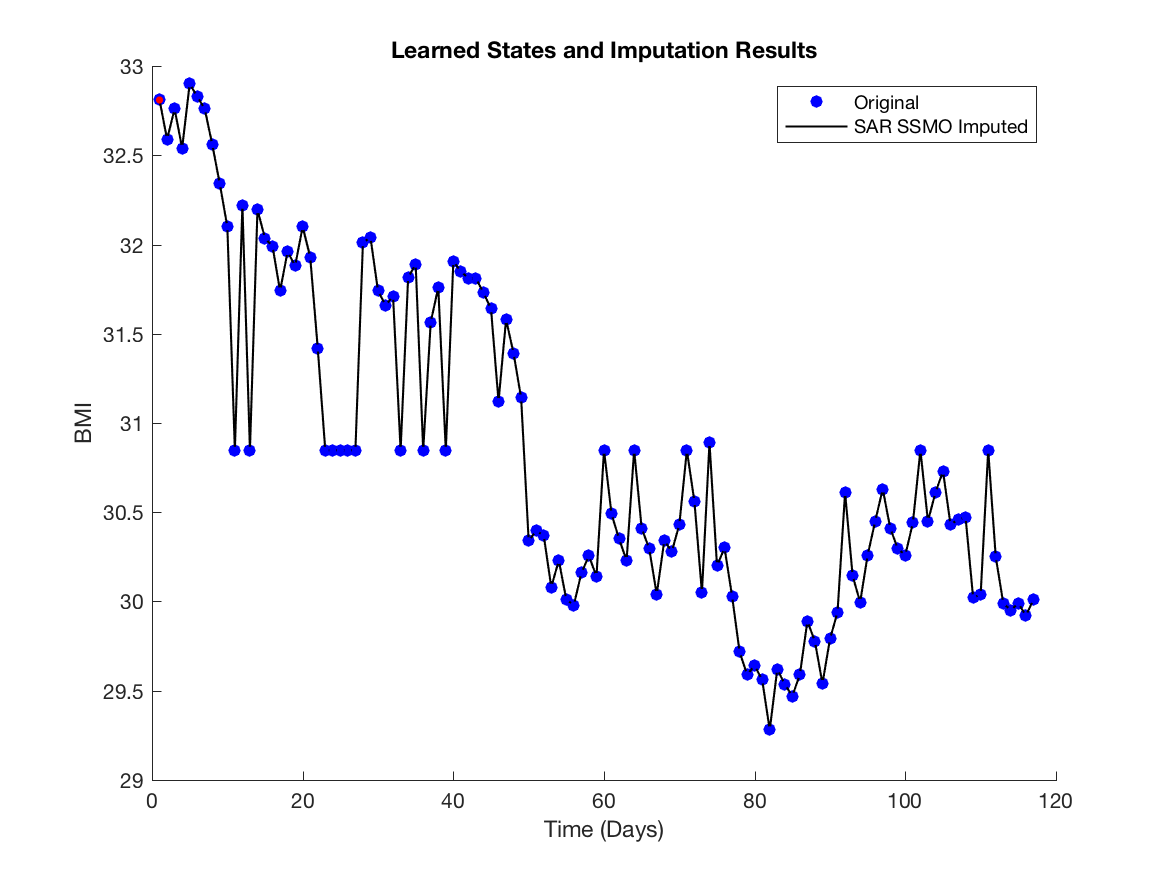 Learned States and Imputation Results
Original
SAR SSMO Imputed
33
32.5
32
31.5
31
30.5
30
29.5
29
BMI
0 20 40 60 80 100 120
Time (Days)